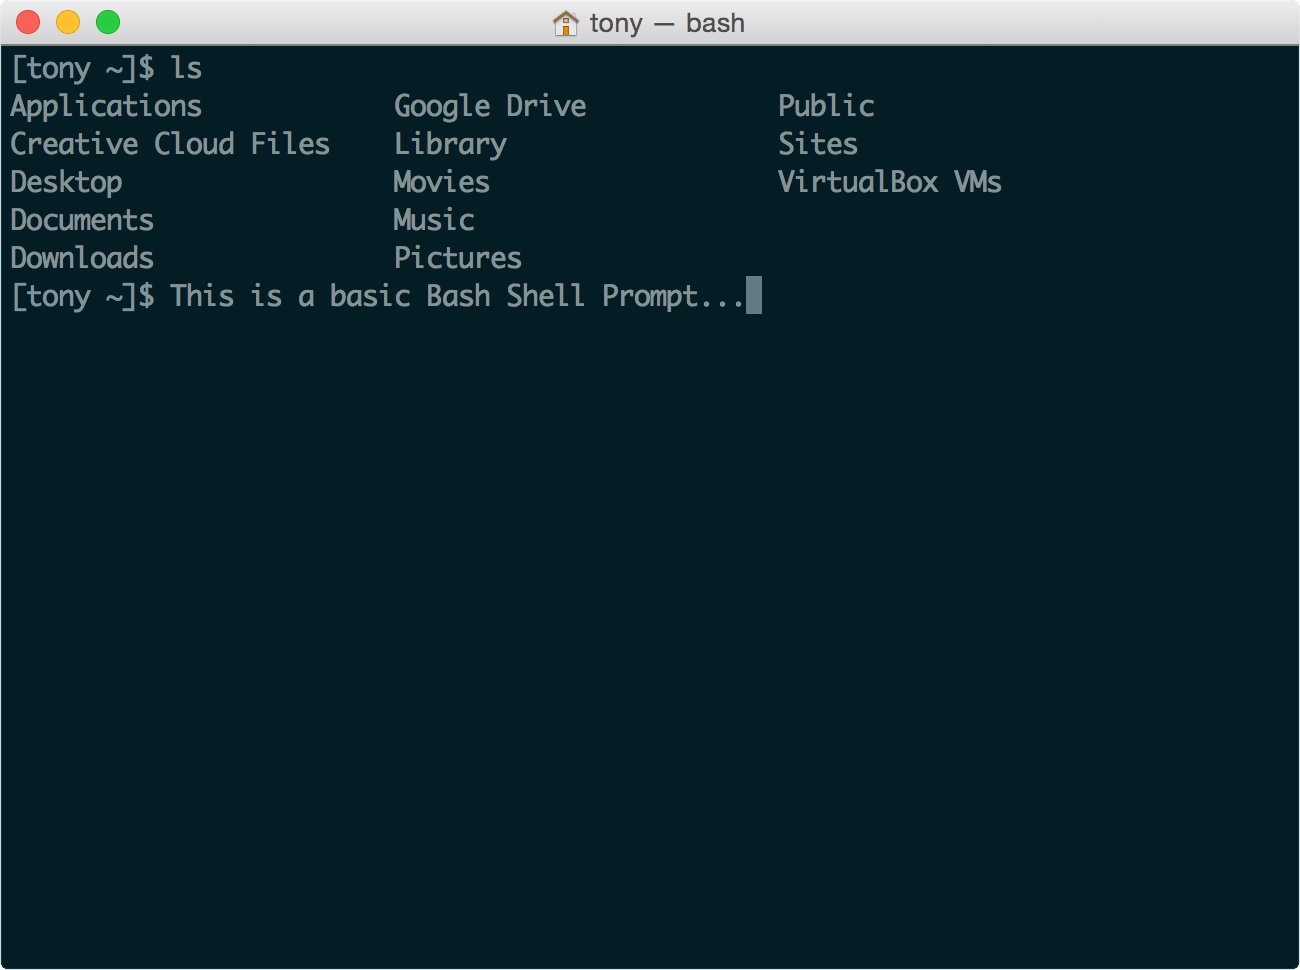 tony — bash
[tony ~]$ ls
Applications Google Drive Public
Creative Cloud Files Library Sites
Desktop Movies VirtualBox VMs
Documents Music
Downloads Pictures
[tony ~]$ This is a basic Bash Shell Prompt...